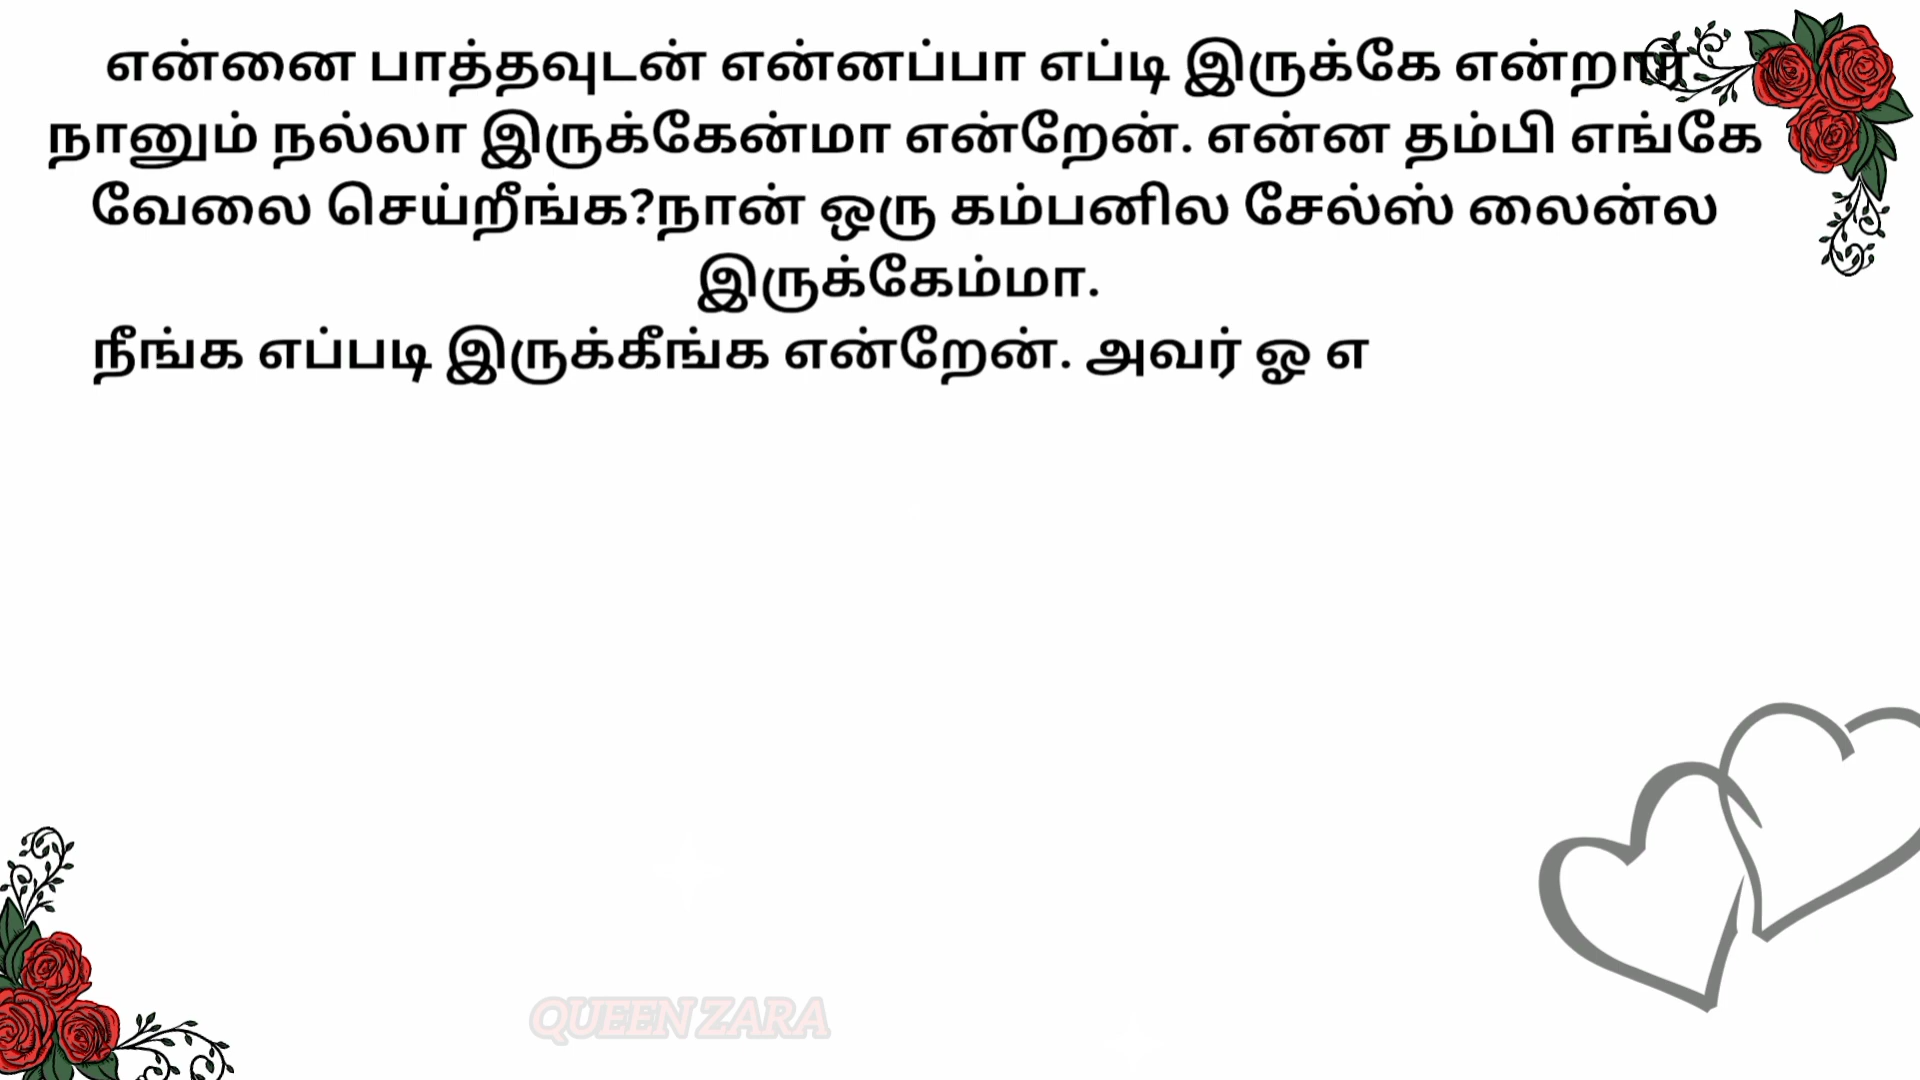 என்னை பாத்தவுடன் என்னப்பா எப்டி இருக்கே என்றார்
நானும் நல்லா இருக்கேன்மா என்றேன். என்ன தம்பி எங்கே
வேலை செய்றீங்க?நான் ஒரு கம்பனில சேல்ஸ் லைன்ல
இருக்கேம்மா.
நீங்க எப்படி இருக்கீங்க என்றேன். அவர் ஓ எ
QUEEN ZARA